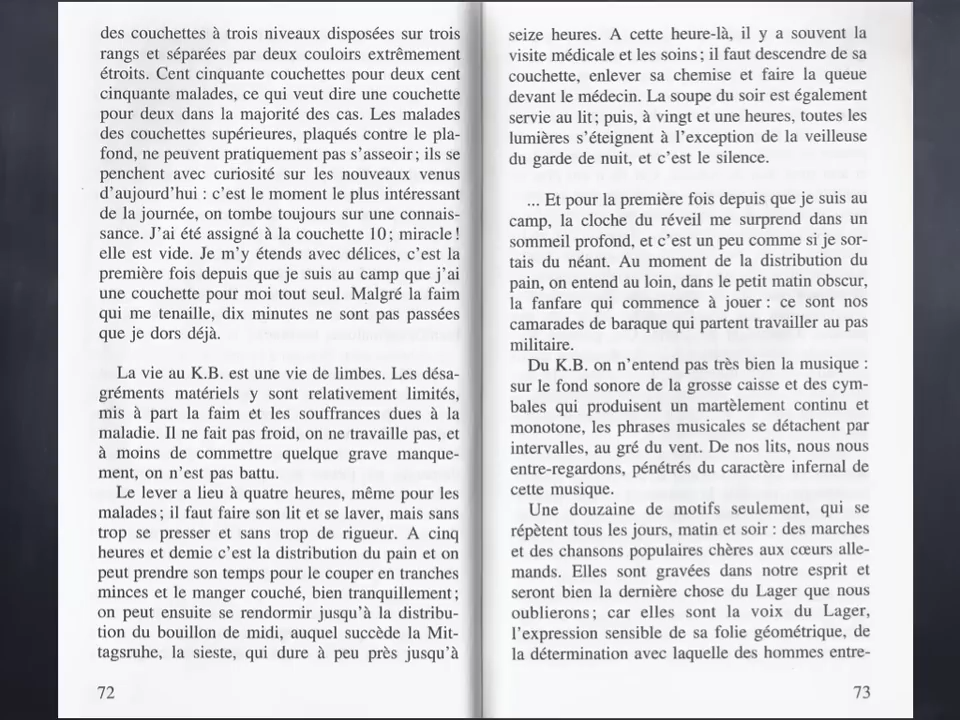 des couchettes à trois niveaux disposées sur trois
rangs et séparées par deux couloirs extrêmement
étroits. Cent cinquante couchettes pour deux cent
cinquante malades, ce qui veut dire une couchette
pour deux dans la majorité des cas. Les malades
des couchettes supérieures, plaqués contre le pla-
fond, ne peuvent pratiquement pas s'asseoir ; ils se
penchent avec curiosité sur les nouveaux venus
d'aujourd'hui : c'est le moment le plus intéressant
de la journée, on tombe toujours sur une connais-
sance. J'ai été assigné à la couchette 10 ; miracle !
elle est vide. Je m'y étends avec délices, c'est la
première fois depuis que je suis au camp que j'ai
une couchette pour moi tout seul. Malgré la faim
qui me tenaille, dix minutes ne sont pas passées
que je dors déjà.
La vie au K.B. est une vie de limbes. Les désa-
gréments matériels y sont relativement limités,
mis à part la faim et les souffrances dues à la
maladie. Il ne fait pas froid, on ne travaille pas, et
à moins de commettre quelque grave manque-
ment, on n'est pas battu.
Le lever a lieu à quatre heures, même pour les
malades ; il faut faire son lit et se laver, mais sans
trop se presser et sans trop de rigueur. A cinq
heures et demie c'est la distribution du pain et on
peut prendre son temps pour le couper en tranches
minces et le manger couché, bien tranquillement ;
on peut ensuite se rendormir jusqu'à la distribu-
tion du bouillon de midi, auquel succède la Mit-
tagsruhe, la sieste, qui dure à peu près jusqu'à
72
seize heures. A cette heure-là, il y a souvent la
visite médicale et les soins ; il faut descendre de sa
couchette, enlever sa chemise et faire la queue
devant le médecin. La soupe du soir est également
servie au lit ; puis, à vingt et une heures, toutes les
lumières s'éteignent à l'exception de la veilleuse
du garde de nuit, et c'est le silence.
... Et pour la première fois depuis que je suis au
camp, la cloche du réveil me surprend dans un
sommeil profond, et c'est un peu comme si je sor-
tais du néant. Au moment de la distribution du
pain, on entend au loin, dans le petit matin obscur,
la fanfare qui commence à jouer : ce sont nos
camarades de baraque qui partent travailler au pas
militaire.
Du K.B. on n'entend pas très bien la musique :
sur le fond sonore de la grosse caisse et des cym-
bales qui produisent un martèlement continu et
monotone, les phrases musicales se détachent par
intervalles, au gré du vent. De nos lits, nous nous
entre-regardons, pénétrés du caractère infernal de
cette musique.
Une douzaine de motifs seulement, qui se
répètent tous les jours, matin et soir : des marches
et des chansons populaires chères aux cœurs alle-
mands. Elles sont gravées dans notre esprit et
seront bien la dernière chose du Lager que nous
oublierons ; car elles sont la voix du Lager,
l'expression sensible de sa folie géométrique, de
la détermination avec laquelle des hommes entre-
73